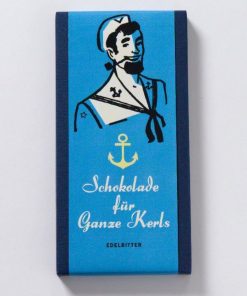 Schokolade
für
Ganze Kerls
EDELBITTER